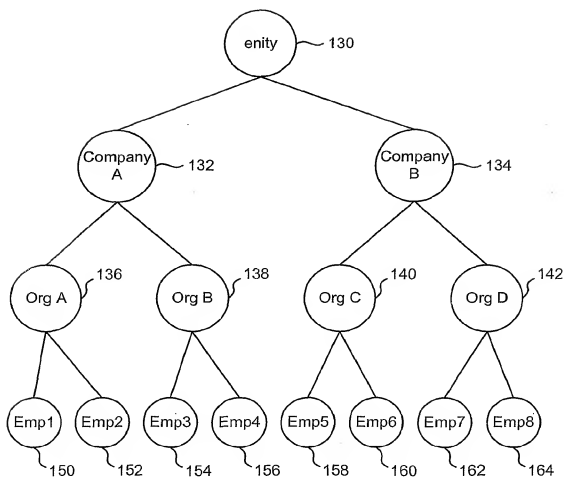 enity 130
Company A 132
Company B 134
Org A 136
Org B 138
Org C 140
Org D 142
Emp1 Emp2 Emp3 Emp4 Emp5 Emp6 Emp7 Emp8
150 152 154 156 158 160 162 164